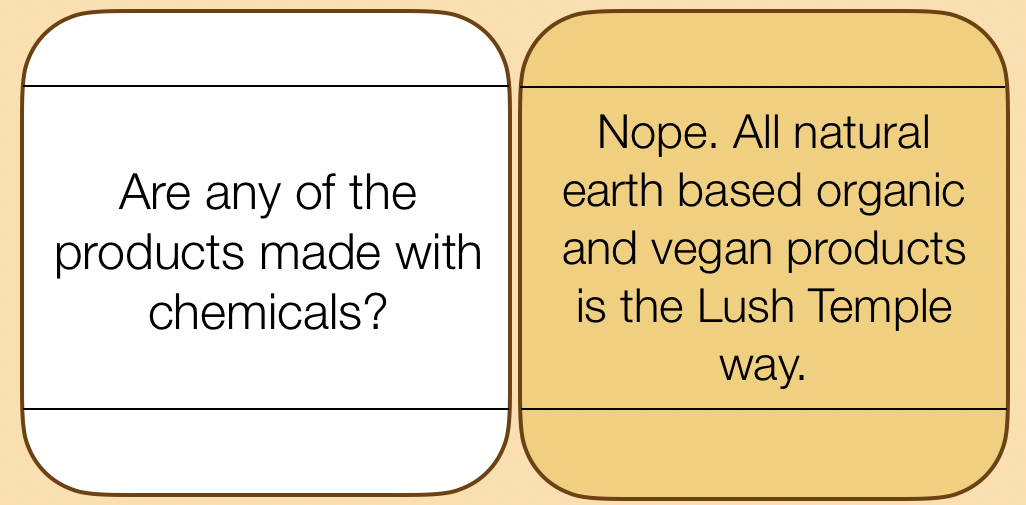 Are any of the
products made with
chemicals?
Nope. All natural
earth based organic
and vegan products
is the Lush Temple
way.